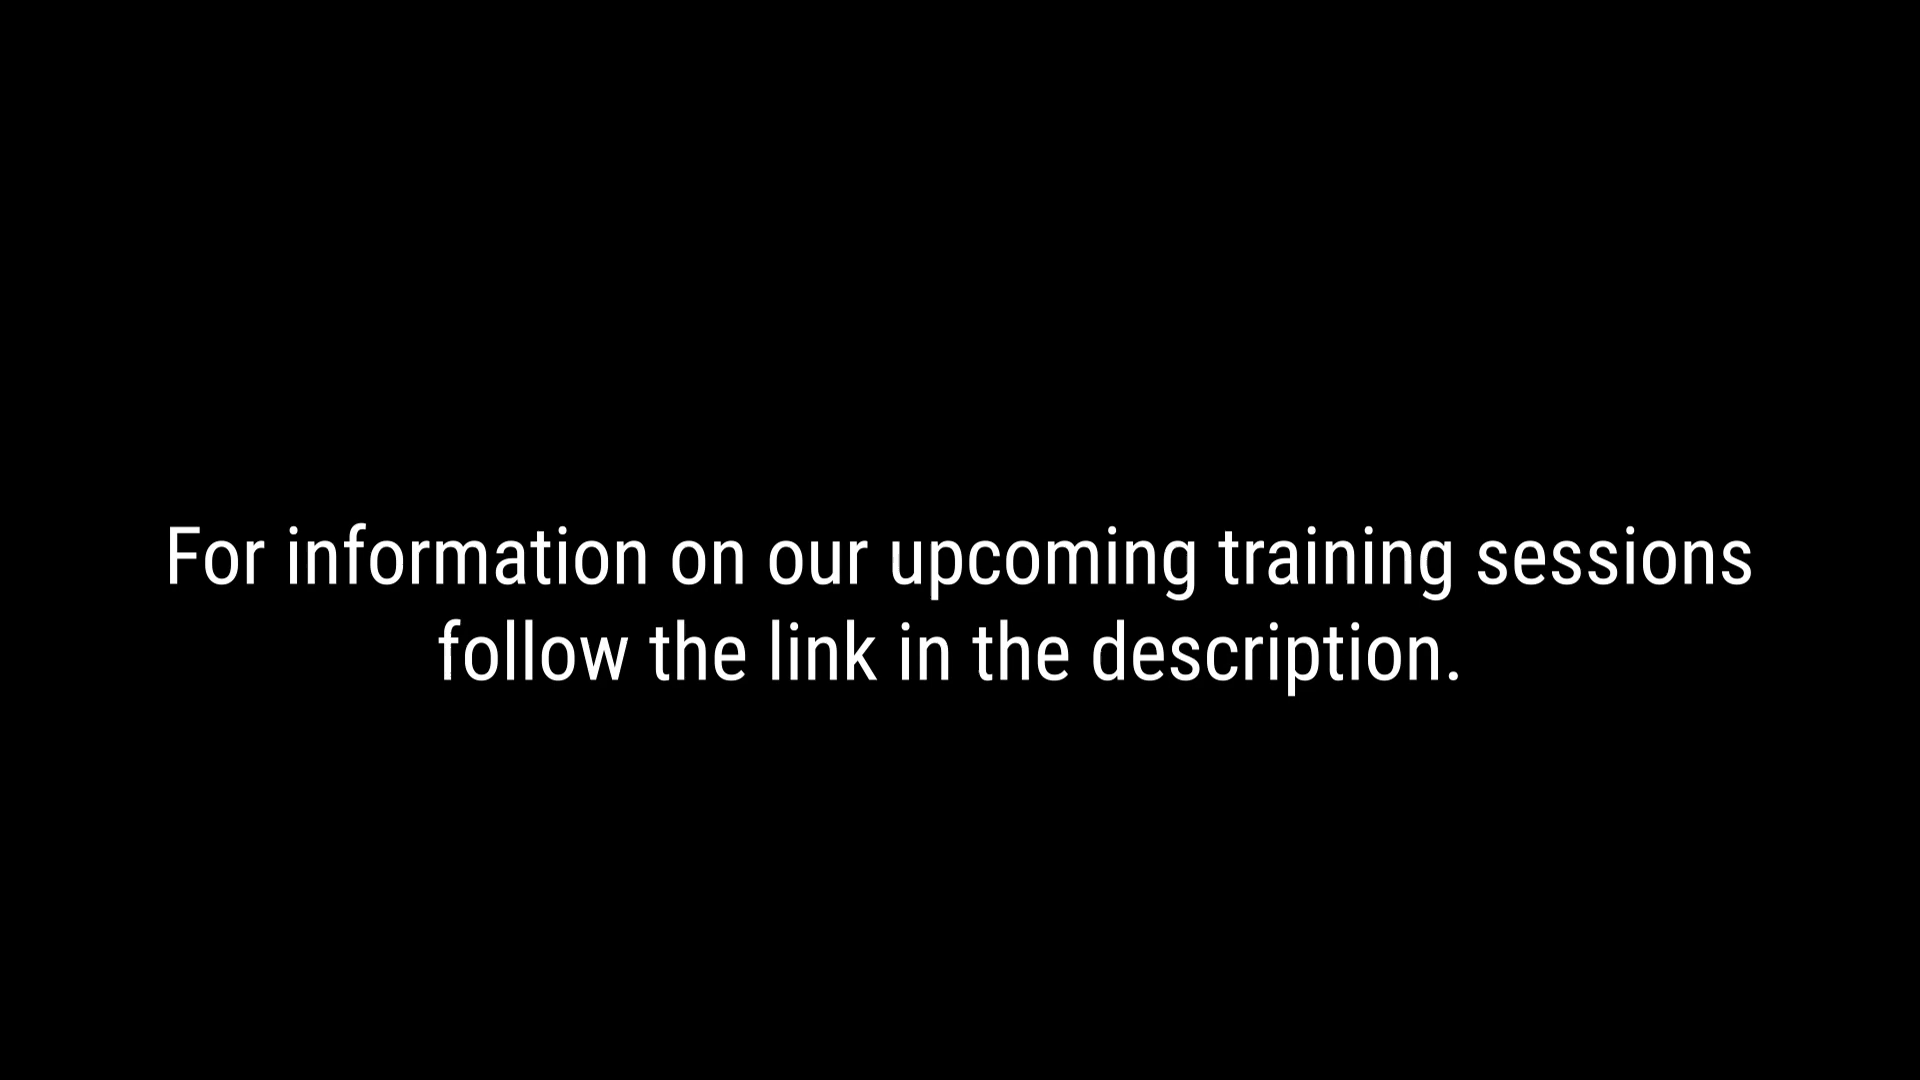 For information on our upcoming training sessions
follow the link in the description.